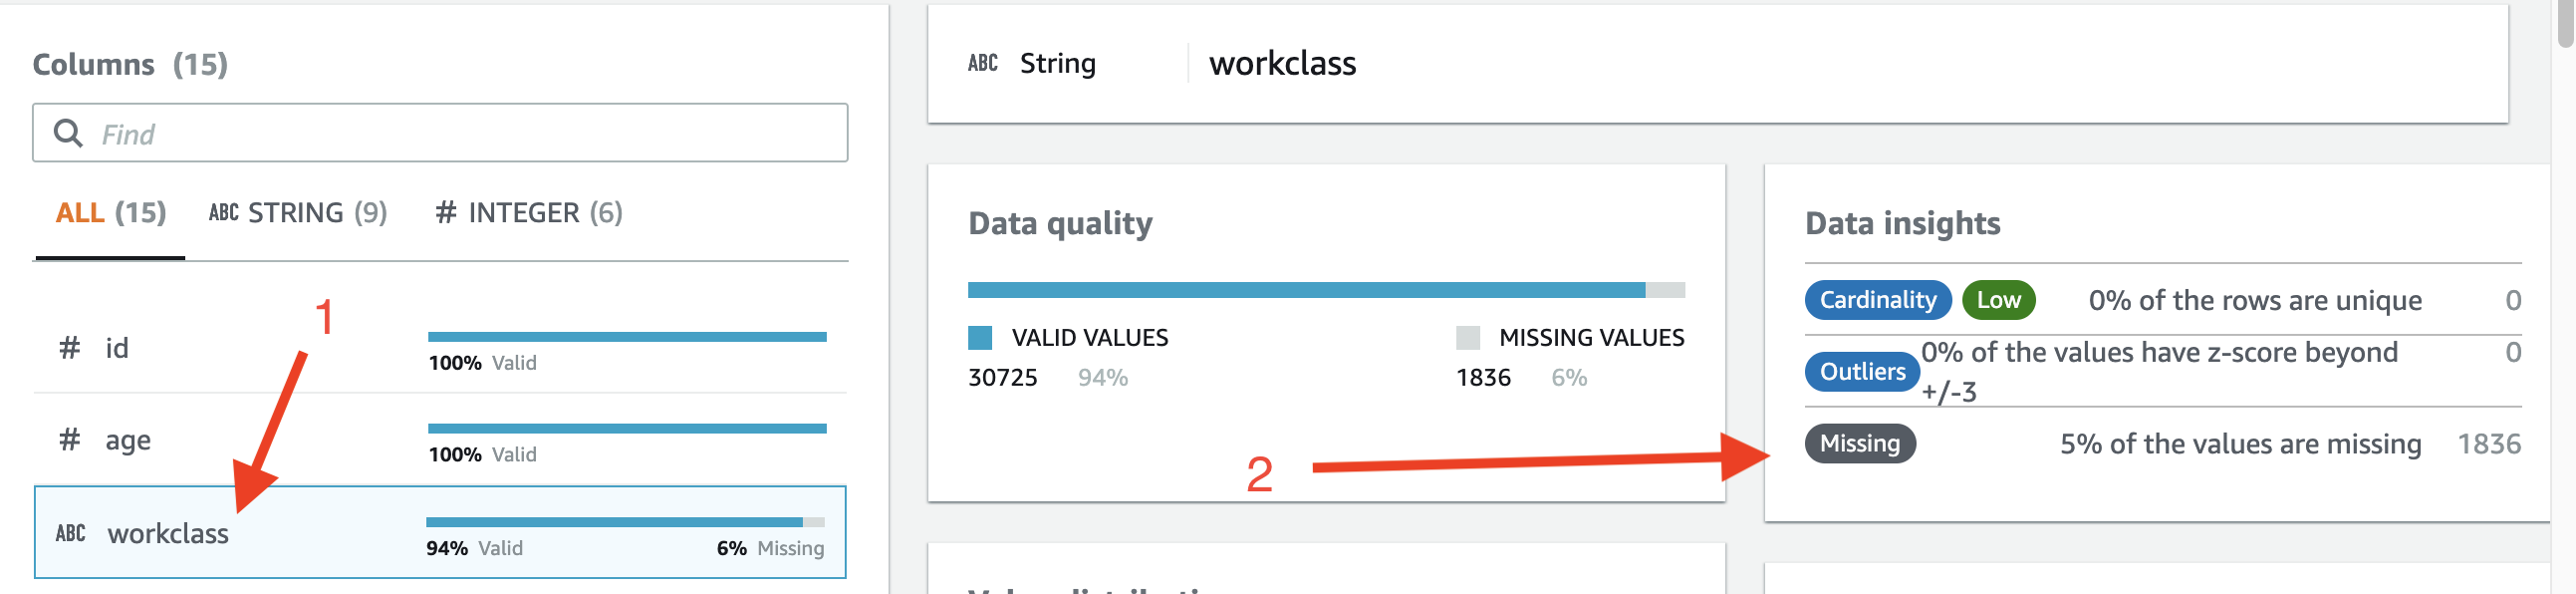 Columns (15)
Find
ALL (15) ABC STRING (9) # INTEGER (6)
1
# id
100% Valid
# age
100% Valid
ABC workclass
94% Valid 6% Missing
ABC String workclass
Data quality
VALID VALUES MISSING VALUES
30725 94% 1836 6%
2
Data insights
Cardinality Low 0% of the rows are unique 0
Outliers 0% of the values have z-score beyond 0
+/-3
Missing 5% of the values are missing 1836